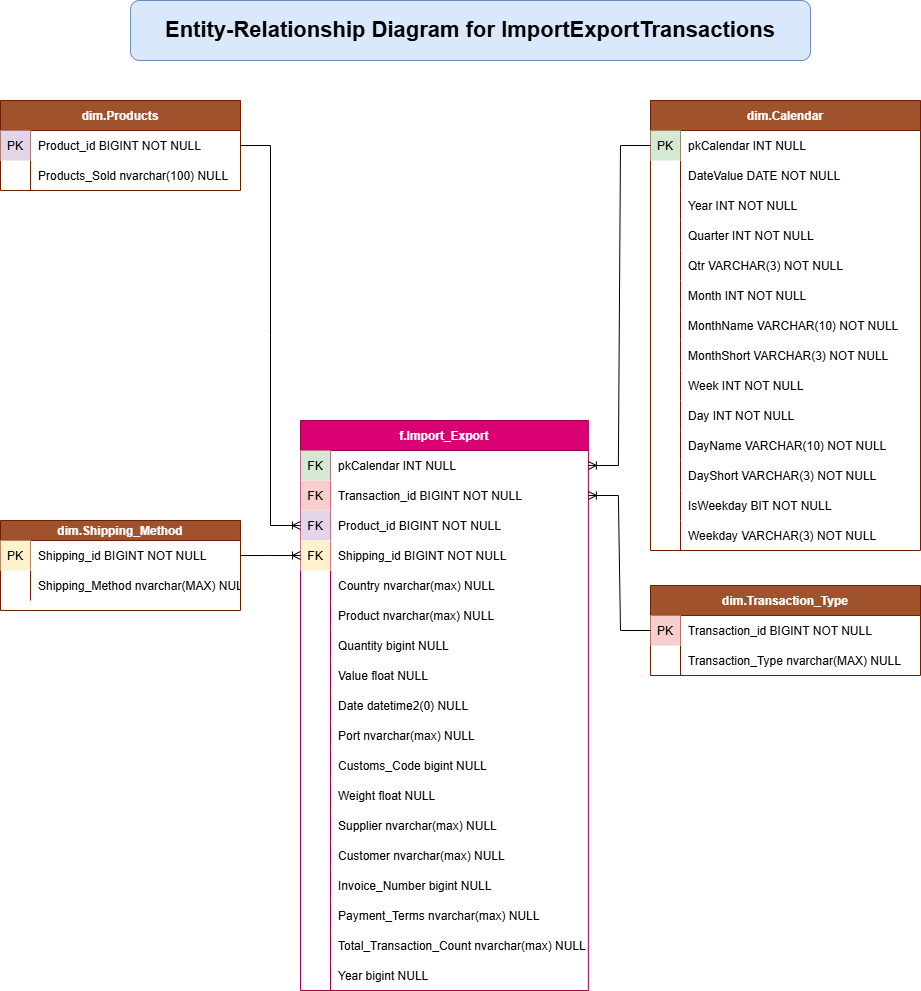 Entity-Relationship Diagram for ImportExportTransactions
dim.Products
PK Product_id BIGINT NOT NULL
Products_Sold nvarchar(100) NULL
dim.Calendar
PK pkCalendar INT NULL
DateValue DATE NOT NULL
Year INT NOT NULL
Quarter INT NOT NULL
Qtr VARCHAR(3) NOT NULL
Month INT NOT NULL
MonthName VARCHAR(10) NOT NULL
MonthShort VARCHAR(3) NOT NULL
Week INT NOT NULL
Day INT NOT NULL
DayName VARCHAR(10) NOT NULL
DayShort VARCHAR(3) NOT NULL
IsWeekday BIT NOT NULL
Weekday VARCHAR(3) NOT NULL
f.Import_Export
FK pkCalendar INT NULL
FK Transaction_id BIGINT NOT NULL
FK Product_id BIGINT NOT NULL
FK Shipping_id BIGINT NOT NULL
Country nvarchar(max) NULL
Product nvarchar(max) NULL
Quantity bigint NULL
Value float NULL
Date datetime2(0) NULL
Port nvarchar(max) NULL
Customs_Code bigint NULL
Weight float NULL
Supplier nvarchar(max) NULL
Customer nvarchar(max) NULL
Invoice_Number bigint NULL
Payment_Terms nvarchar(max) NULL
Total_Transaction_Count nvarchar(max) NULL
Year bigint NULL
dim.Shipping_Method
PK Shipping_id BIGINT NOT NULL
Shipping_Method nvarchar(MAX) NUL
dim.Transaction_Type
PK Transaction_id BIGINT NOT NULL
Transaction_Type nvarchar(MAX) NULL